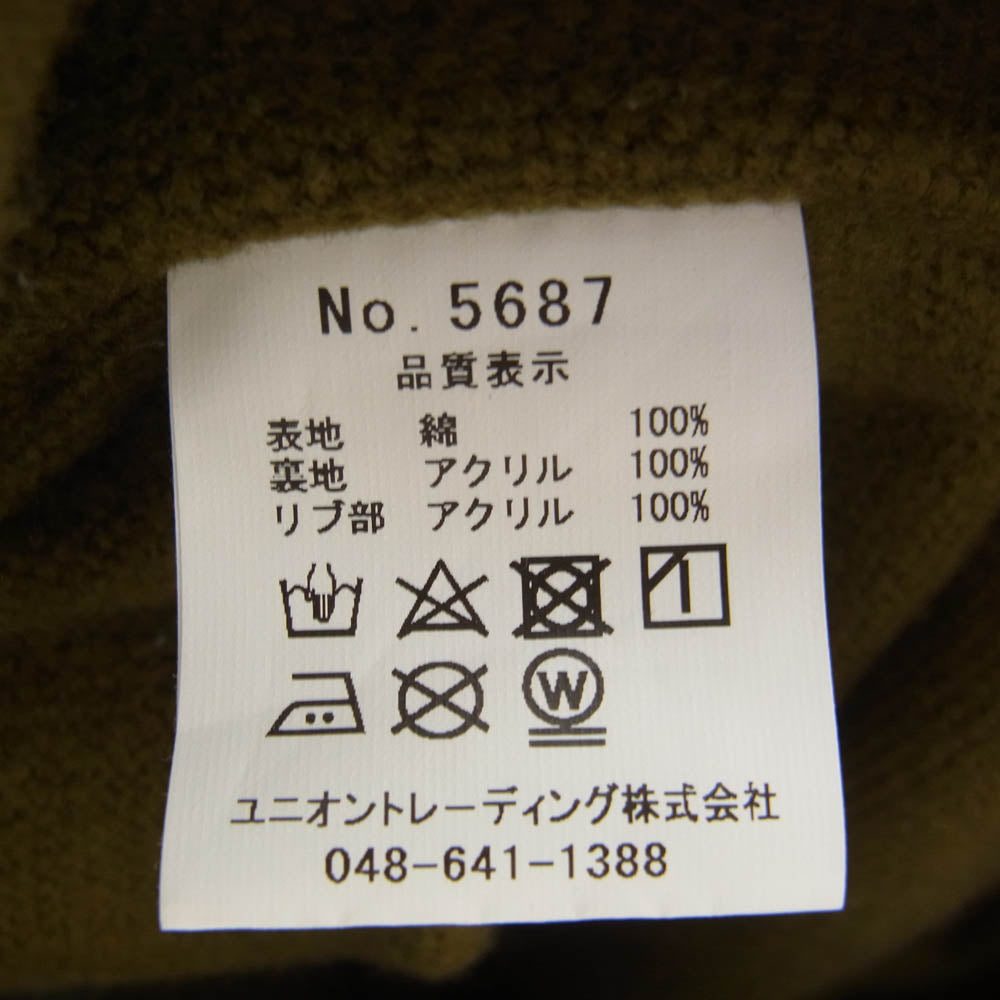 No. 5687
品質表示
表地 綿 100%
裏地 アクリル 100%
リブ部 アクリル 100%
W
ユニオントレーディング株式会社
048-641-1388